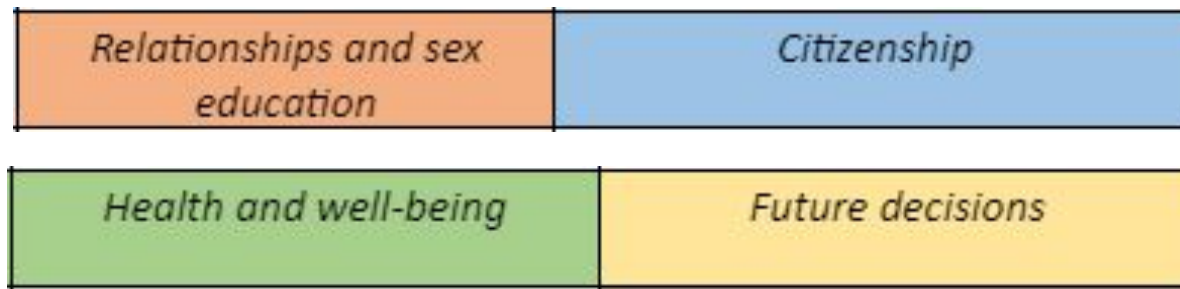 Relationships and sex
education
Citizenship
Health and well-being
Future decisions